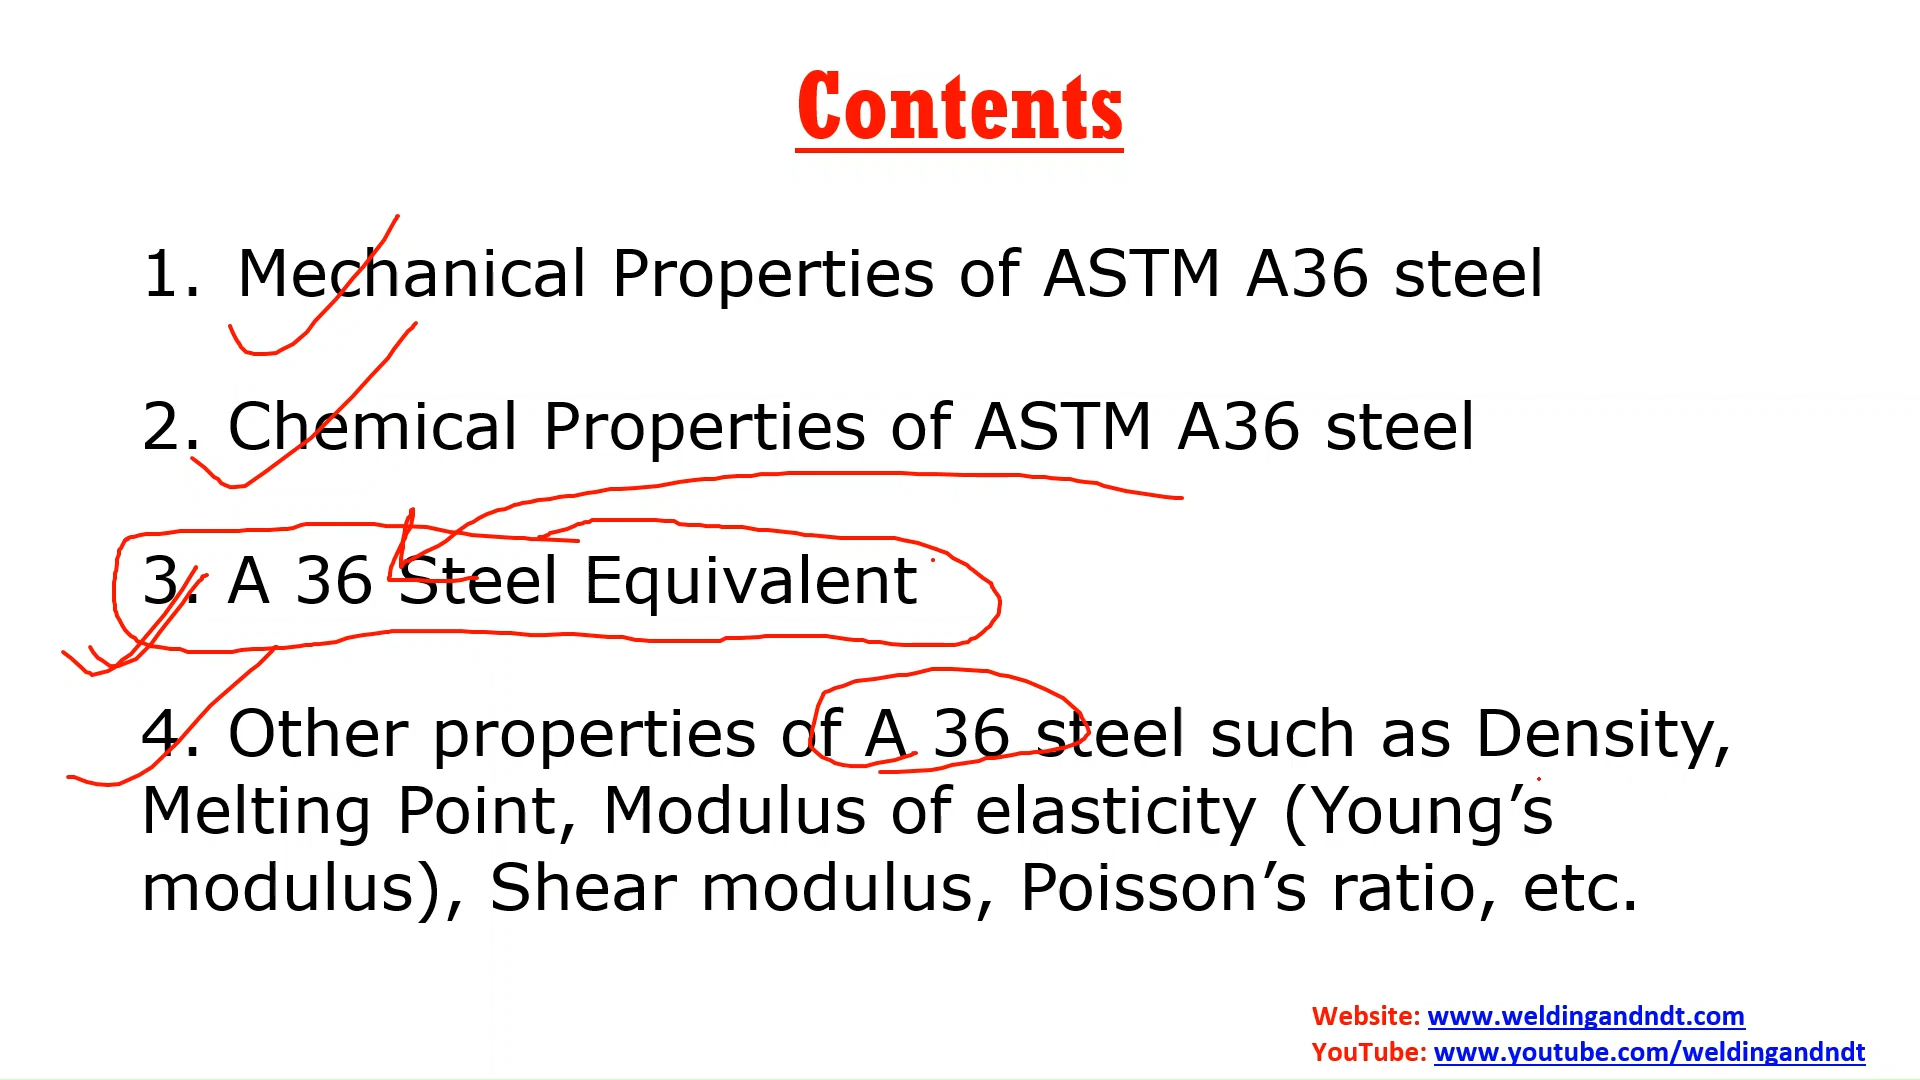 Contents
1. Mechanical Properties of ASTM A36 steel
2. Chemical Properties of ASTM A36 steel
3. A 36 Steel Equivalent
4. Other properties of A 36 steel such as Density,
Melting Point, Modulus of elasticity (Young’s
modulus), Shear modulus, Poisson’s ratio, etc.
Website: www.weldingandndt.com
YouTube: www.youtube.com/weldingandndt